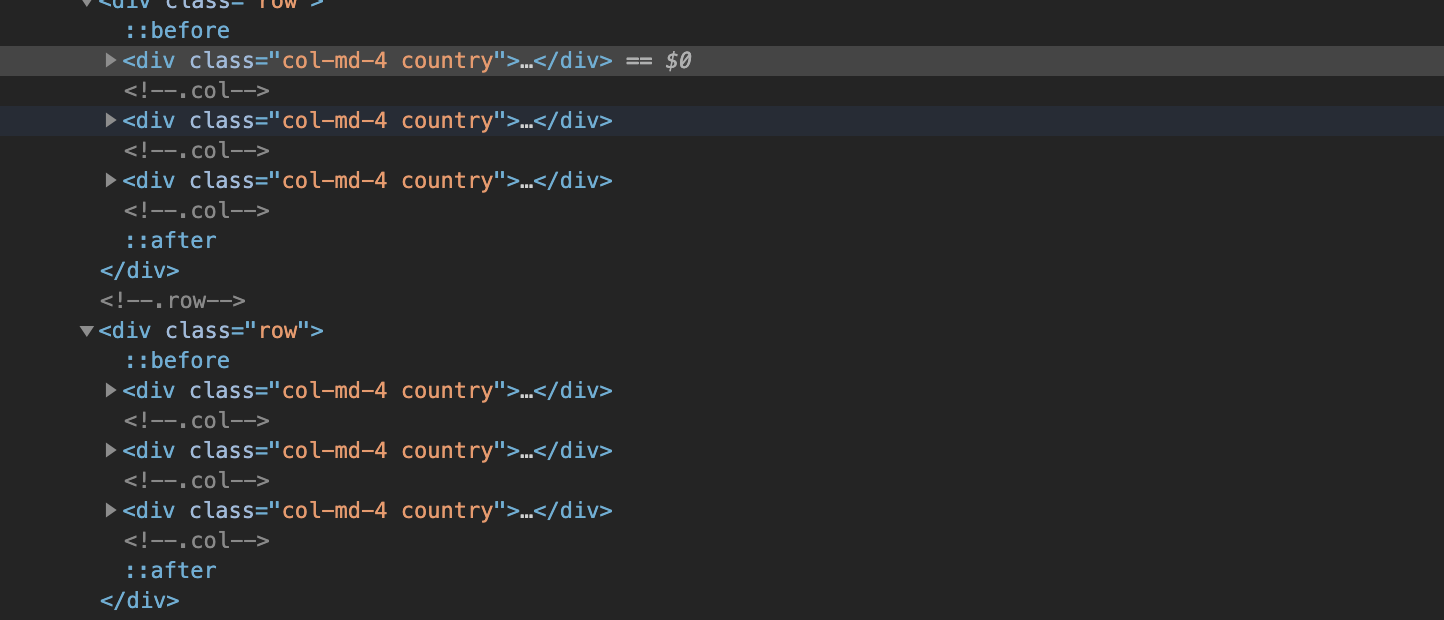 <div class="row">
::before
<div class="col-md-4 country">…</div> == $0
<!--.col-->
<div class="col-md-4 country">…</div>
<!--.col-->
<div class="col-md-4 country">…</div>
<!--.col-->
::after
</div>
<!--.row-->
<div class="row">
::before
<div class="col-md-4 country">…</div>
<!--.col-->
<div class="col-md-4 country">…</div>
<!--.col-->
<div class="col-md-4 country">…</div>
<!--.col-->
::after
</div>